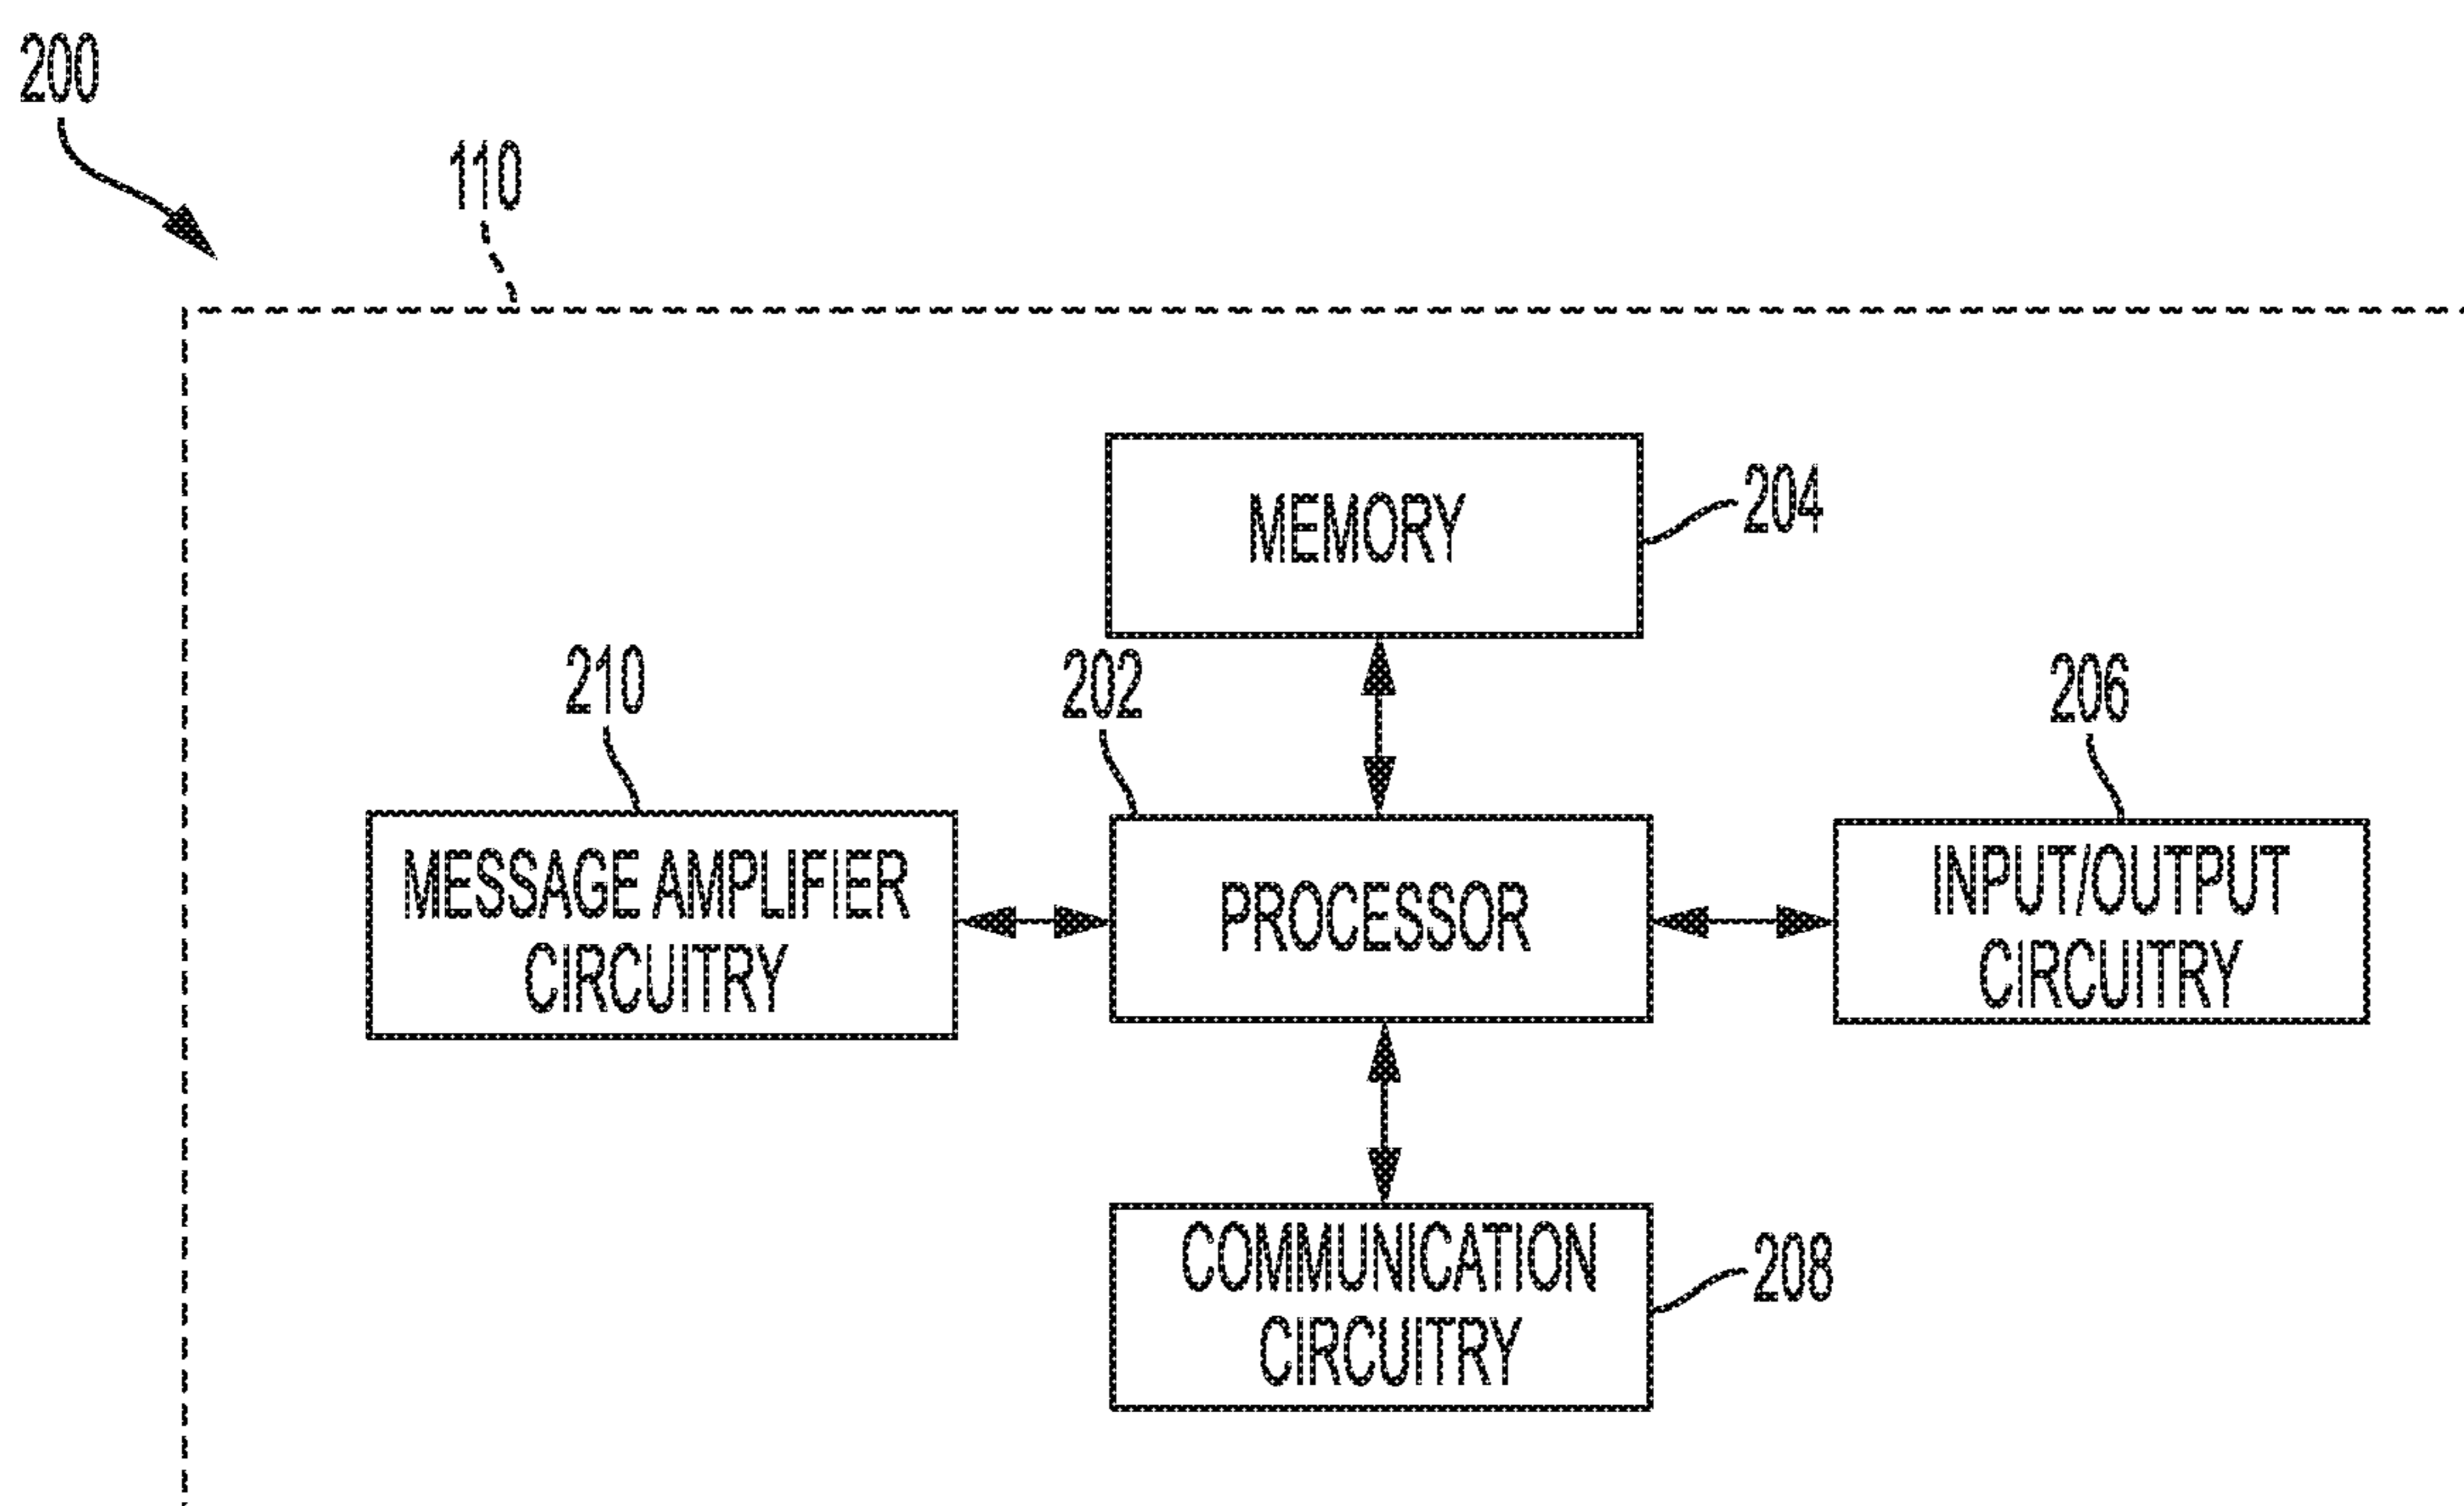 200
110
MEMORY
204
210
202
206
MESSAGE AMPLIFIER
CIRCUITRY
PROCESSOR
INPUT/OUTPUT
CIRCUITRY
COMMUNICATION
CIRCUITRY
208